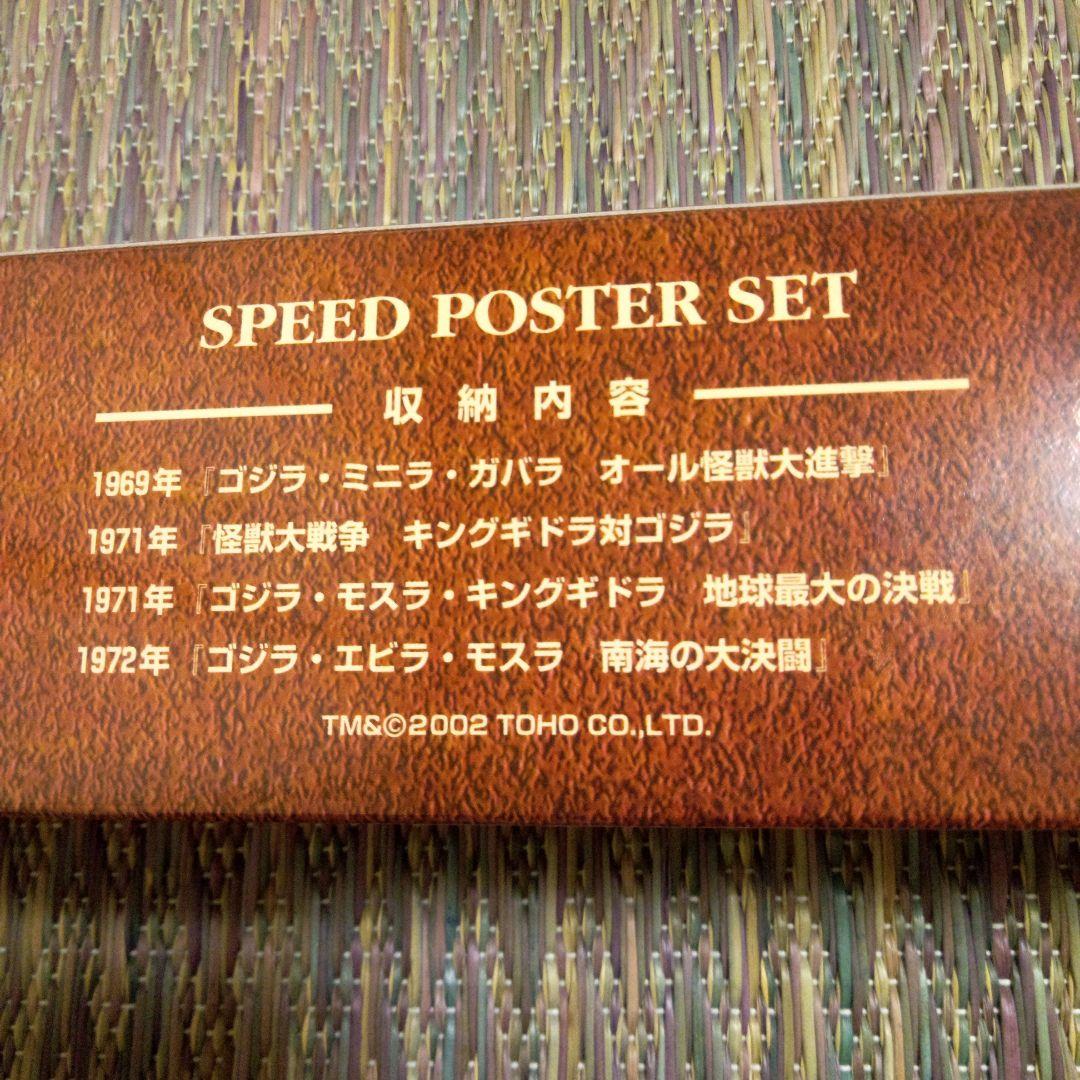 SPEED POSTER SET
収納内容
1969年『ゴジラ・ミニラ・ガバラ　オール怪獣大進撃』
1971年『怪獣大戦争　キングギドラ対ゴジラ』
1971年『ゴジラ・モスラ・キングギドラ　地球最大の決戦』
1972年『ゴジラ・エビラ・モスラ　南海の大決闘』
TM&©2002 TOHO CO.,LTD.